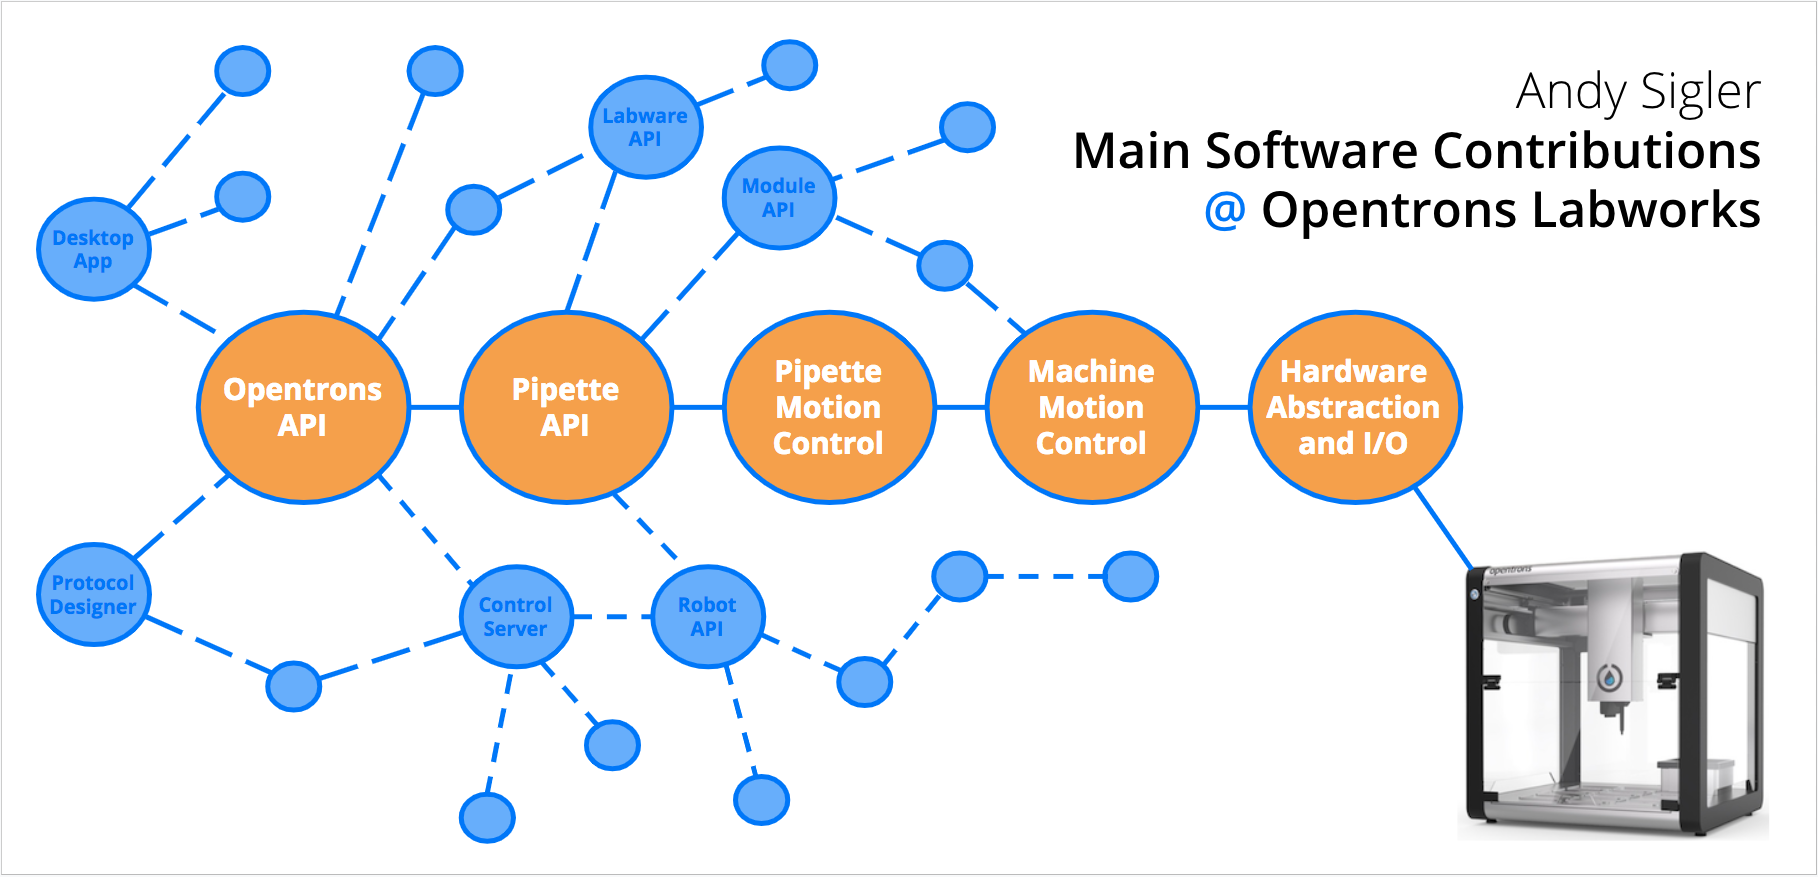 Andy Sigler
Main Software Contributions
@ Opentrons Labworks
Labware
API
Module
API
Desktop
App
Opentrons
API
Pipette
API
Pipette
Motion
Control
Machine
Motion
Control
Hardware
Abstraction
and I/O
Protocol
Designer
Control
Server
Robot
API
opentrons